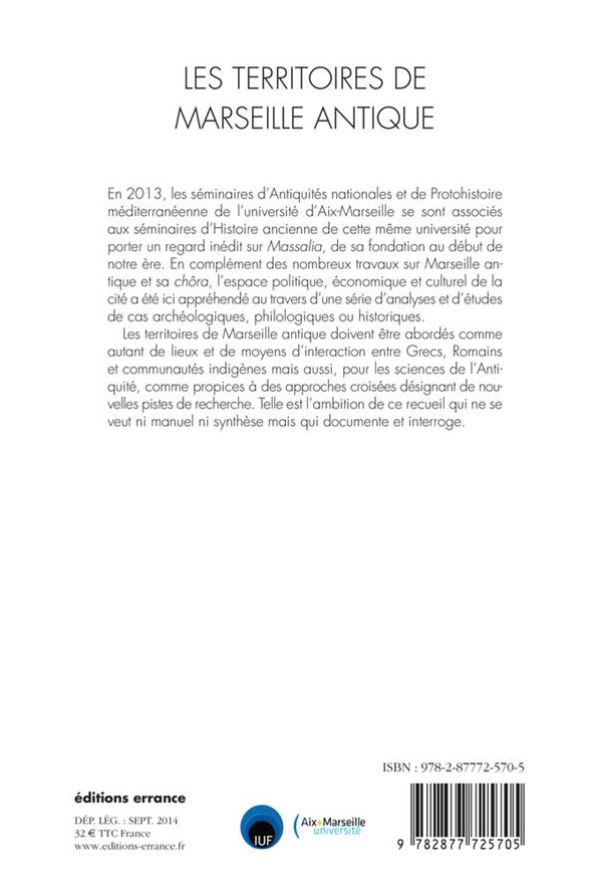 LES TERRITOIRES DE
MARSEILLE ANTIQUE
En 2013, les séminaires d'Antiquités nationales et de Protohistoire
méditerranéenne de l'université d'Aix-Marseille se sont associés
aux séminaires d'Histoire ancienne de cette même université pour
porter un regard inédit sur Massalia, de sa fondation au début de
notre ère. En complément des nombreux travaux sur Marseille an-
tique et sa chôra, l'espace politique, économique et culturel de la
cité a été ici appréhendé au travers d'une série d'analyses et d'études
de cas archéologiques, philologiques ou historiques.
Les territoires de Marseille antique doivent être abordés comme
autant de lieux et de moyens d'interaction entre Grecs, Romains
et communautés indigènes mais aussi, pour les sciences de l'Anti-
quité, comme propices à des approches croisées désignant de nou-
velles pistes de recherche. Telle est l'ambition de ce recueil qui ne se
veut ni manuel ni synthèse mais qui documente et interroge.
ISBN : 978-2-87772-570-5
éditions errance
DÉP. LÉG. : SEPT. 2014
32 € TTC France
www.editions-errance.fr
IUF
Aix+Marseille
université
9 782877 725705